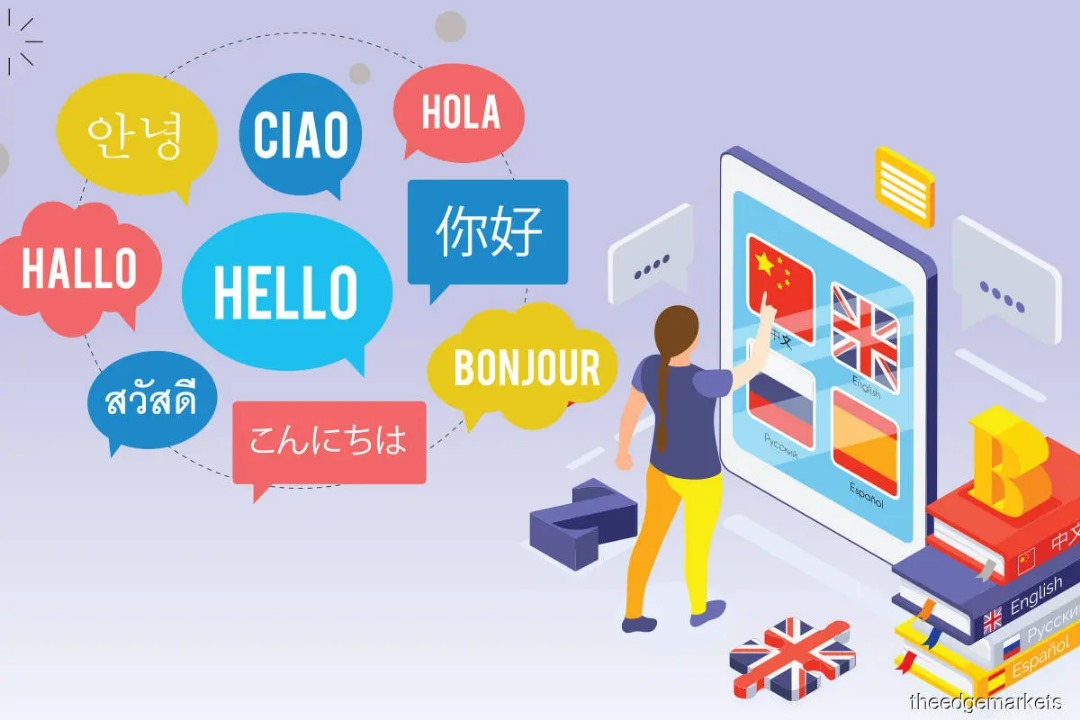 안녕
CIAO
HOLA
HALLO
HELLO
你好
สวัสดี
こんにちは
BONJOUR
中文
English
Русский
Español
B
中文
English
Русский
Español
theedgemarkets